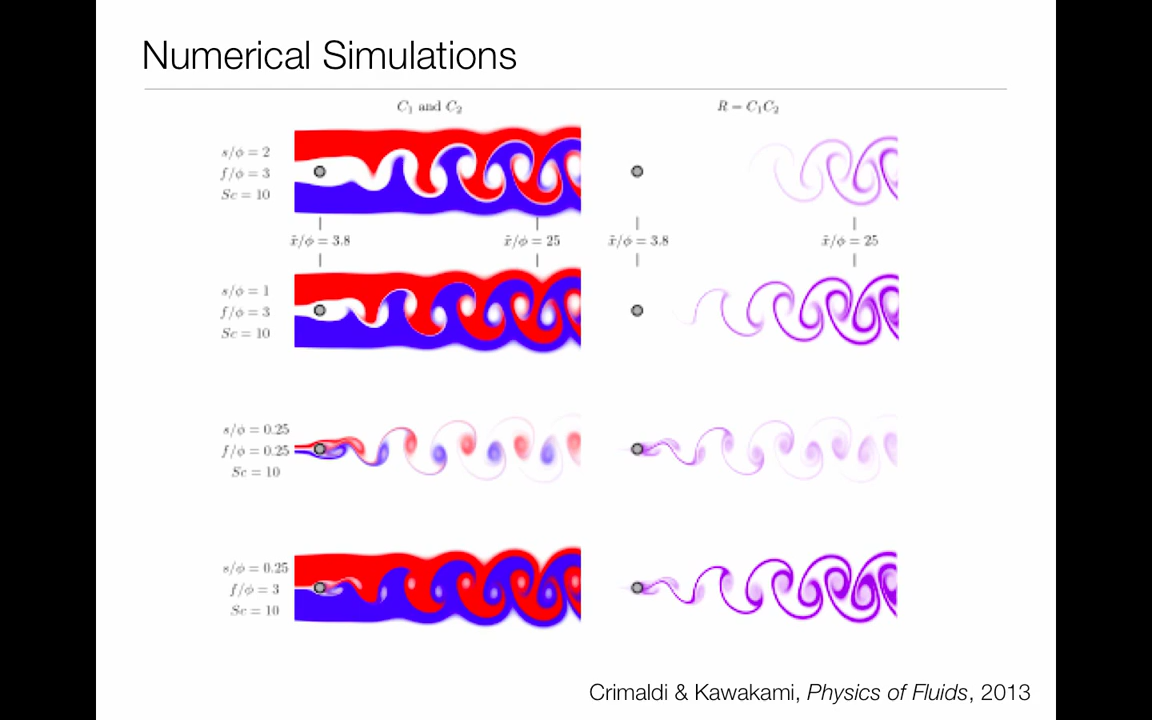 Numerical Simulations
C₁ and C₂
R = C₁C₂
s/ϕ = 2
f/ϕ = 3
Sc = 10
x̃/ϕ = 3.8
x̃/ϕ = 25
x̃/ϕ = 3.8
x̃/ϕ = 25
s/ϕ = 1
f/ϕ = 3
Sc = 10
s/ϕ = 0.25
f/ϕ = 0.25
Sc = 10
s/ϕ = 0.25
f/ϕ = 3
Sc = 10
Crimaldi & Kawakami, Physics of Fluids, 2013